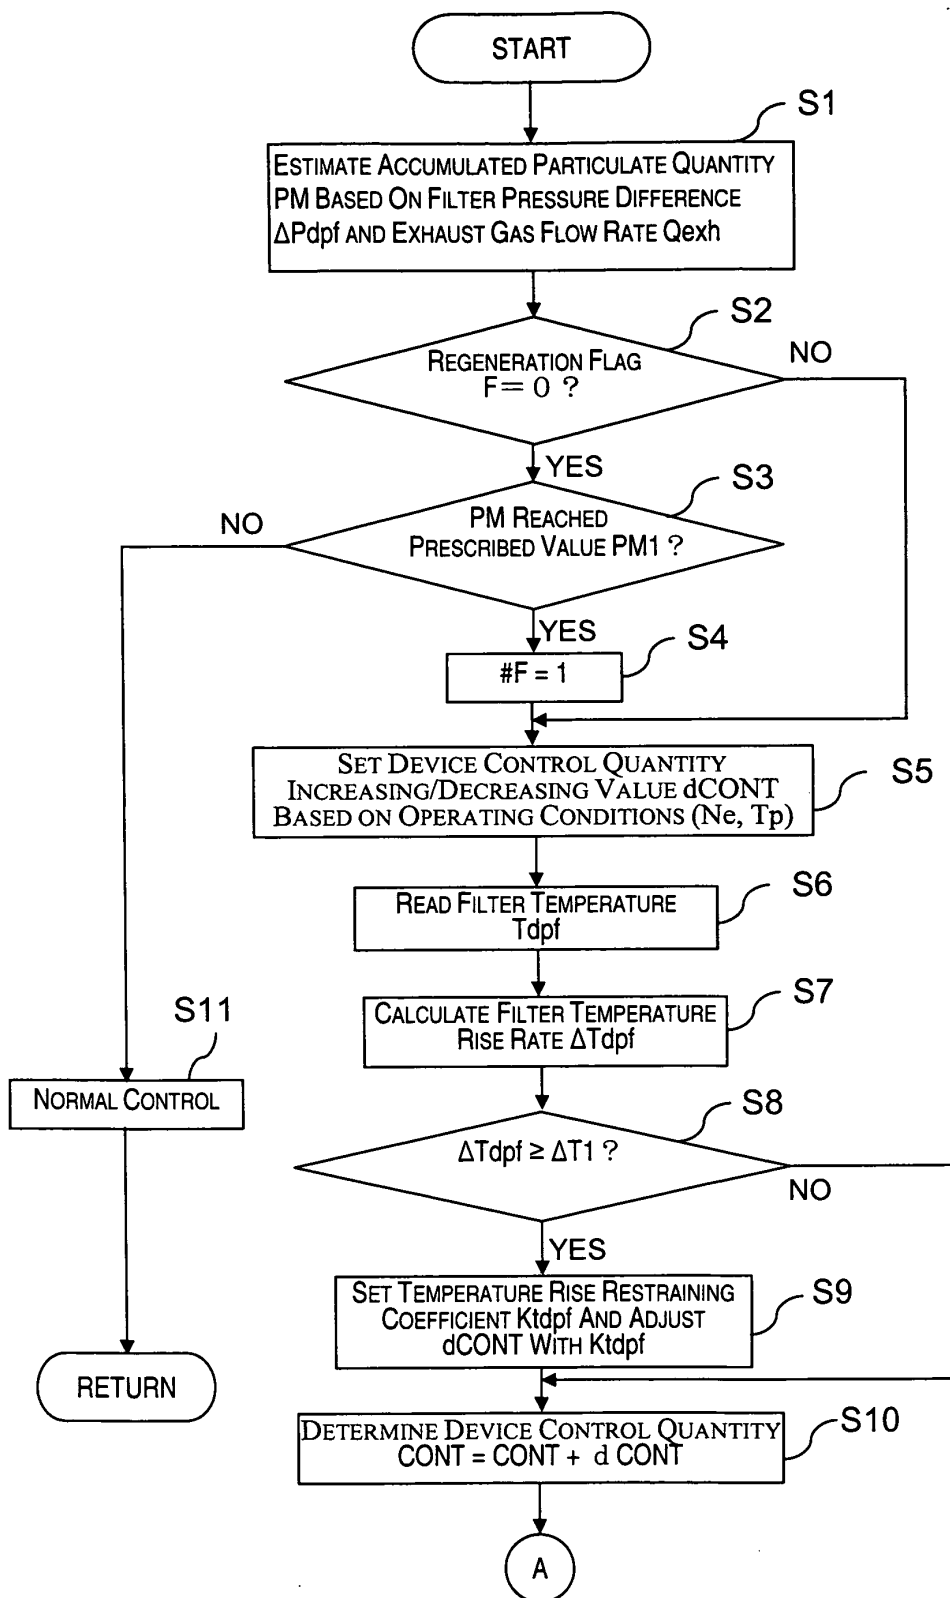 START
S1
ESTIMATE ACCUMULATED PARTICULATE QUANTITY
PM BASED ON FILTER PRESSURE DIFFERENCE
ΔPdpf AND EXHAUST GAS FLOW RATE Qexh
S2
REGENERATION FLAG
F = 0 ?
NO
YES
S3
PM REACHED
PRESCRIBED VALUE PM1 ?
NO
YES
S4
#F = 1
SET DEVICE CONTROL QUANTITY
INCREASING/DECREASING VALUE dCONT
BASED ON OPERATING CONDITIONS (Ne, Tp)
S5
READ FILTER TEMPERATURE
Tdpf
S6
CALCULATE FILTER TEMPERATURE
RISE RATE ΔTdpf
S7
S11
NORMAL CONTROL
S8
ΔTdpf ≥ ΔT1 ?
NO
YES
SET TEMPERATURE RISE RESTRAINING
COEFFICIENT Ktdpf AND ADJUST
dCONT WITH Ktdpf
S9
RETURN
DETERMINE DEVICE CONTROL QUANTITY
CONT = CONT + d CONT
S10
A